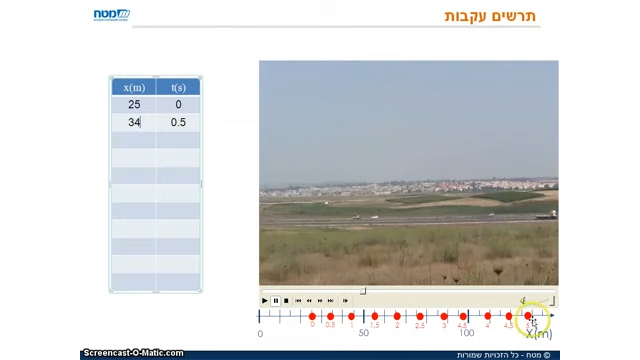 תרשים עקבות
מטח
x(m) t(s)
25 0
34 0.5
0 0.5 1 1.5 2 2.5 3 4.5 4 4.5 5
0 50 100
x(m)
Screencast-O-Matic.com
© מטח - כל הזכויות שמורות